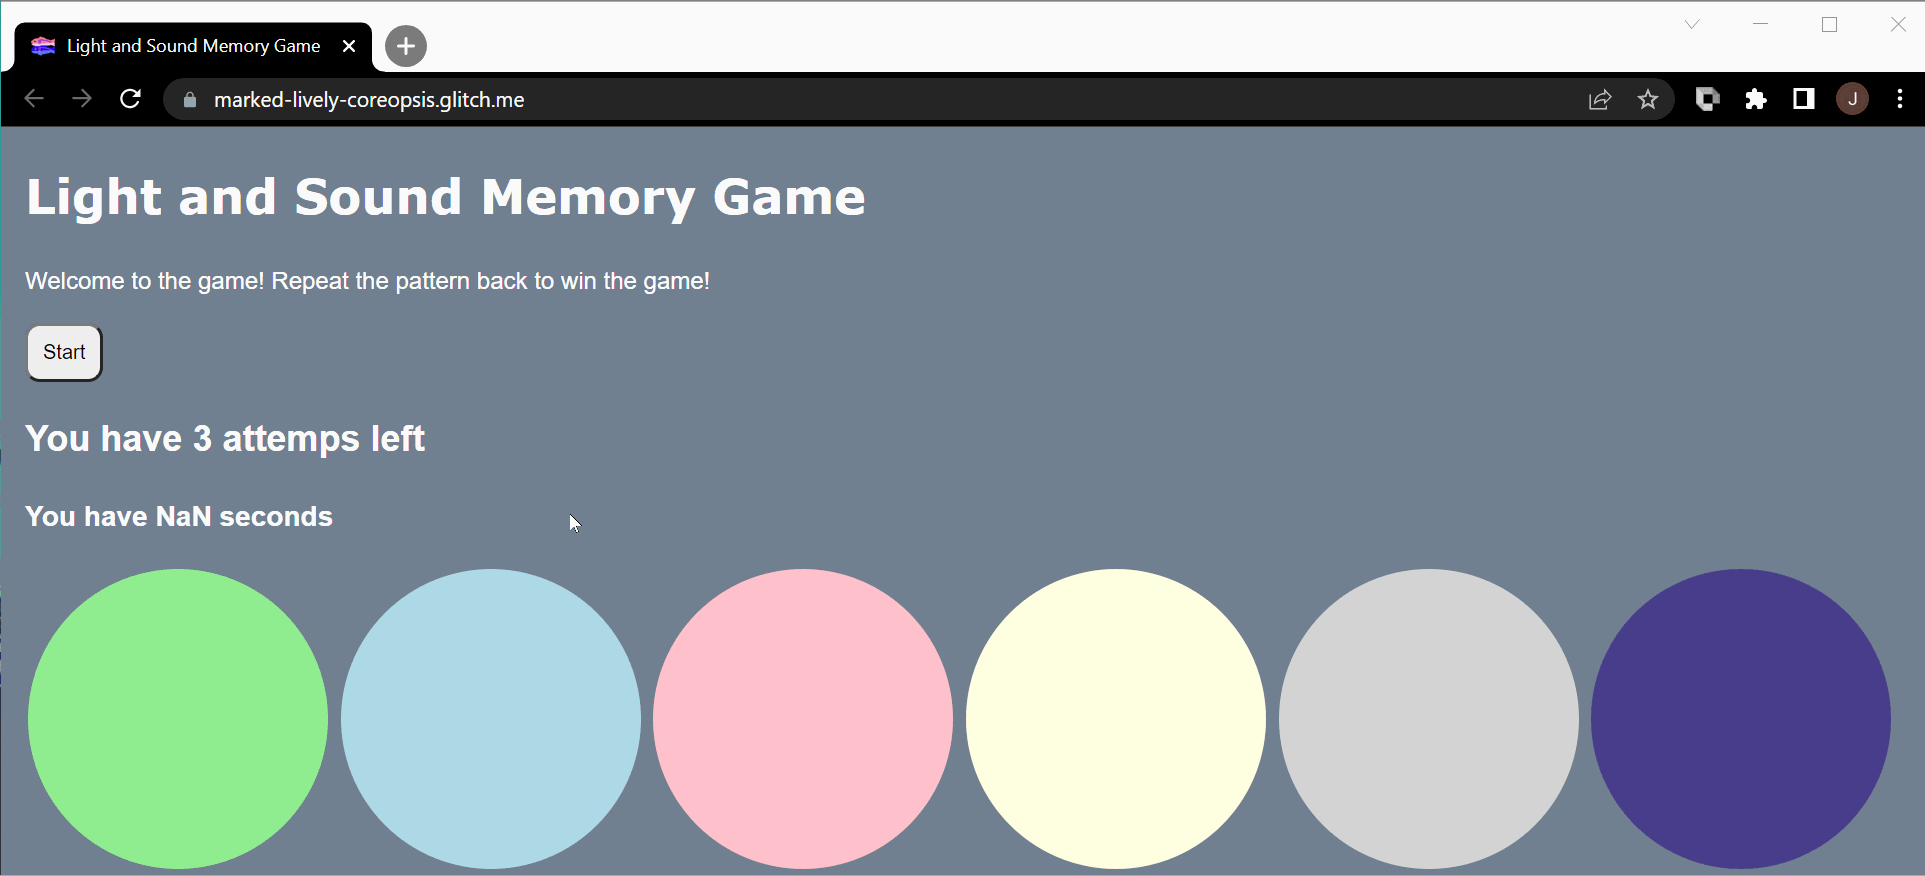 Light and Sound Memory Game
marked-lively-coreopsis.glitch.me
J
Light and Sound Memory Game
Welcome to the game! Repeat the pattern back to win the game!
Start
You have 3 attemps left
You have NaN seconds